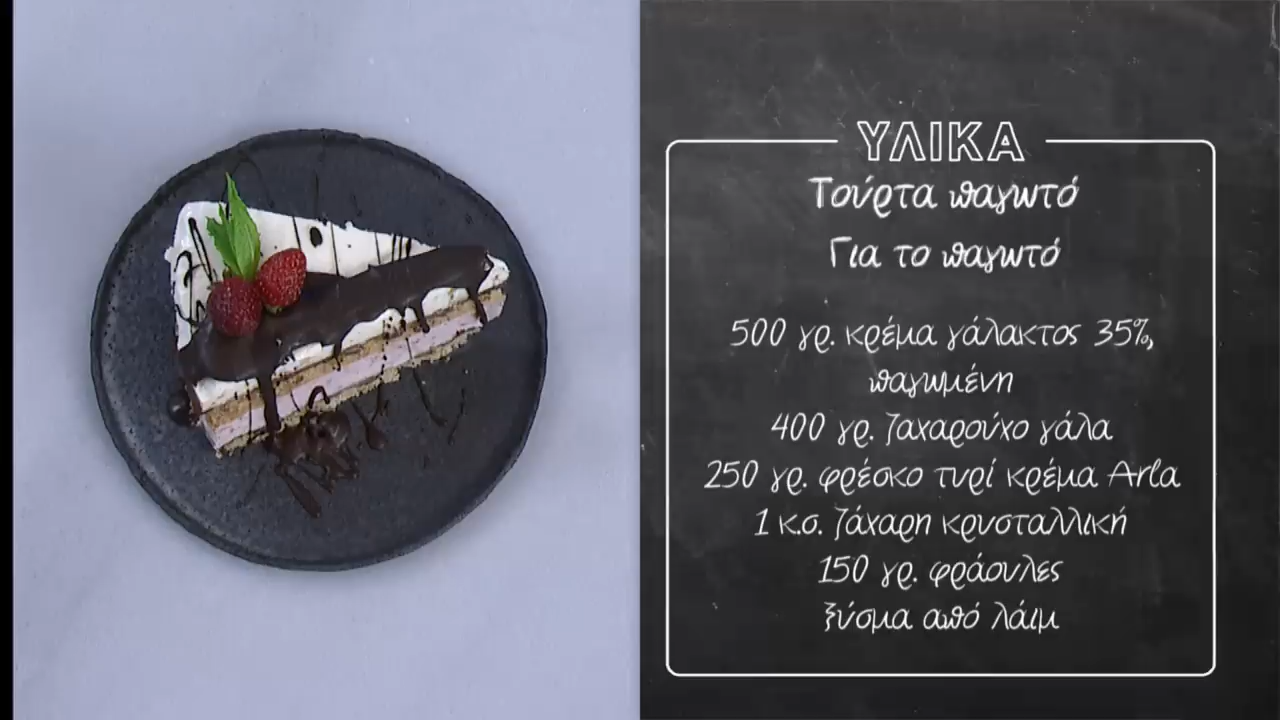 ΥΛΙΚΑ
Τούρτα παγωτό
Για το παγωτό
500 γρ. κρέμα γάλακτος 35%,
παγωμένη
400 γρ. ζαχαρούχο γάλα
250 γρ. φρέσκο τυρί κρέμα Arla
1 κ.σ. ζάχαρη κρυσταλλική
150 γρ. φράουλες
ξύσμα από λάιμ